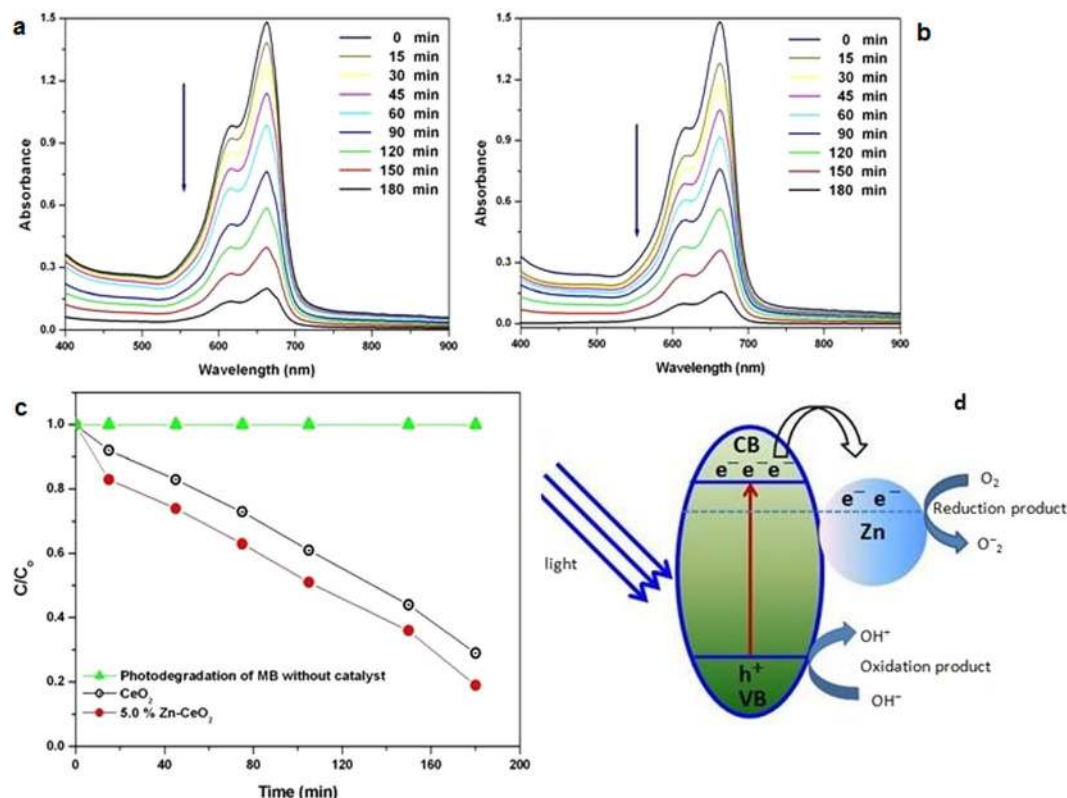 a
1.5
1.2
0.9
0.6
0.3
0.0
Absorbance
400 500 600 700 800 900
Wavelength (nm)
0 min
15 min
30 min
45 min
60 min
90 min
120 min
150 min
180 min
b
1.5
1.2
0.9
0.6
0.3
0.0
Absorbance
400 500 600 700 800 900
Wavelength (nm)
0 min
15 min
30 min
45 min
60 min
90 min
120 min
150 min
180 min
c
1.0
0.8
0.6
0.4
0.2
0.0
C/C₀
Photodegradation of MB without catalyst
CeO₂
5.0 % Zn-CeO₂
0 40 80 120 160 200
Time (min)
d
CB
e⁻ e⁻ e⁻
e⁻ e⁻
Zn
O₂
Reduction product
O⁻₂
light
OH⁻
Oxidation product
OH⁻
h⁺
VB